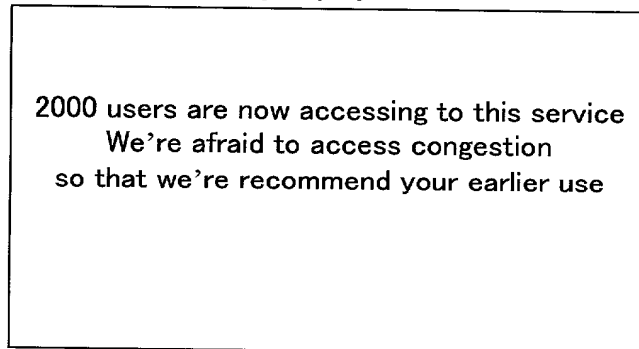 2000 users are now accessing to this service
We're afraid to access congestion
so that we're recommend your earlier use